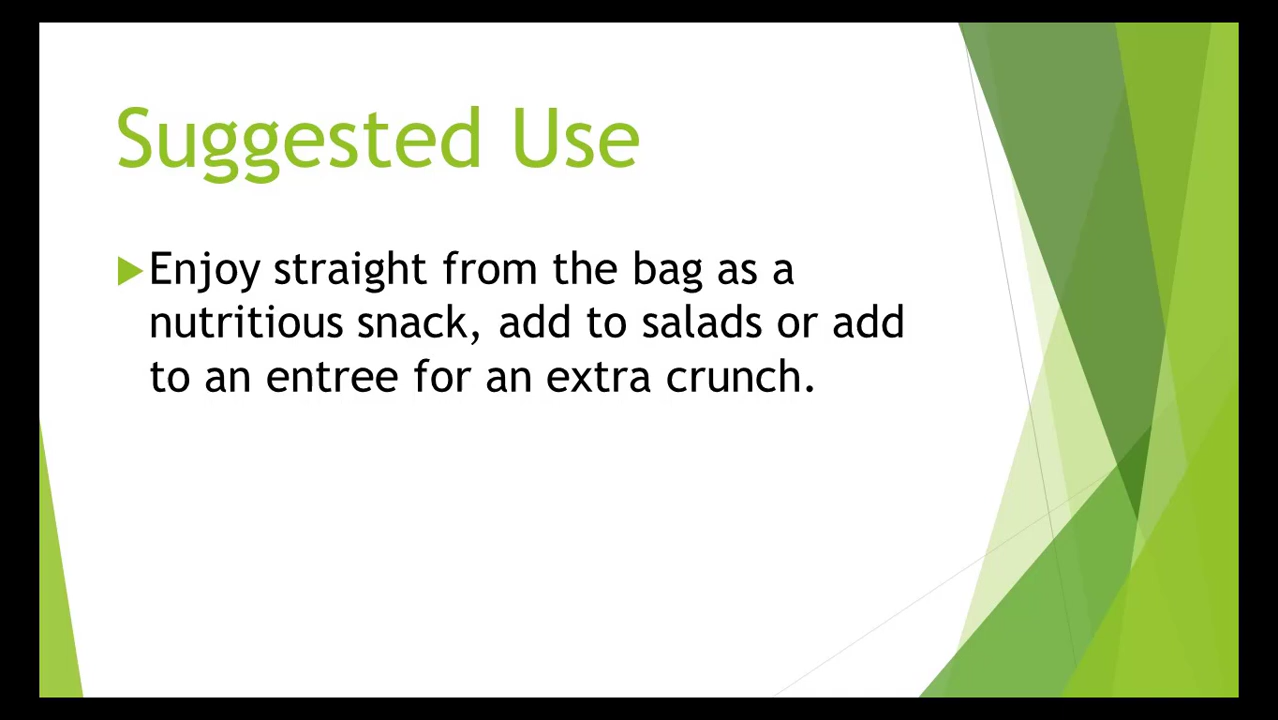 Suggested Use
Enjoy straight from the bag as a
nutritious snack, add to salads or add
to an entree for an extra crunch.